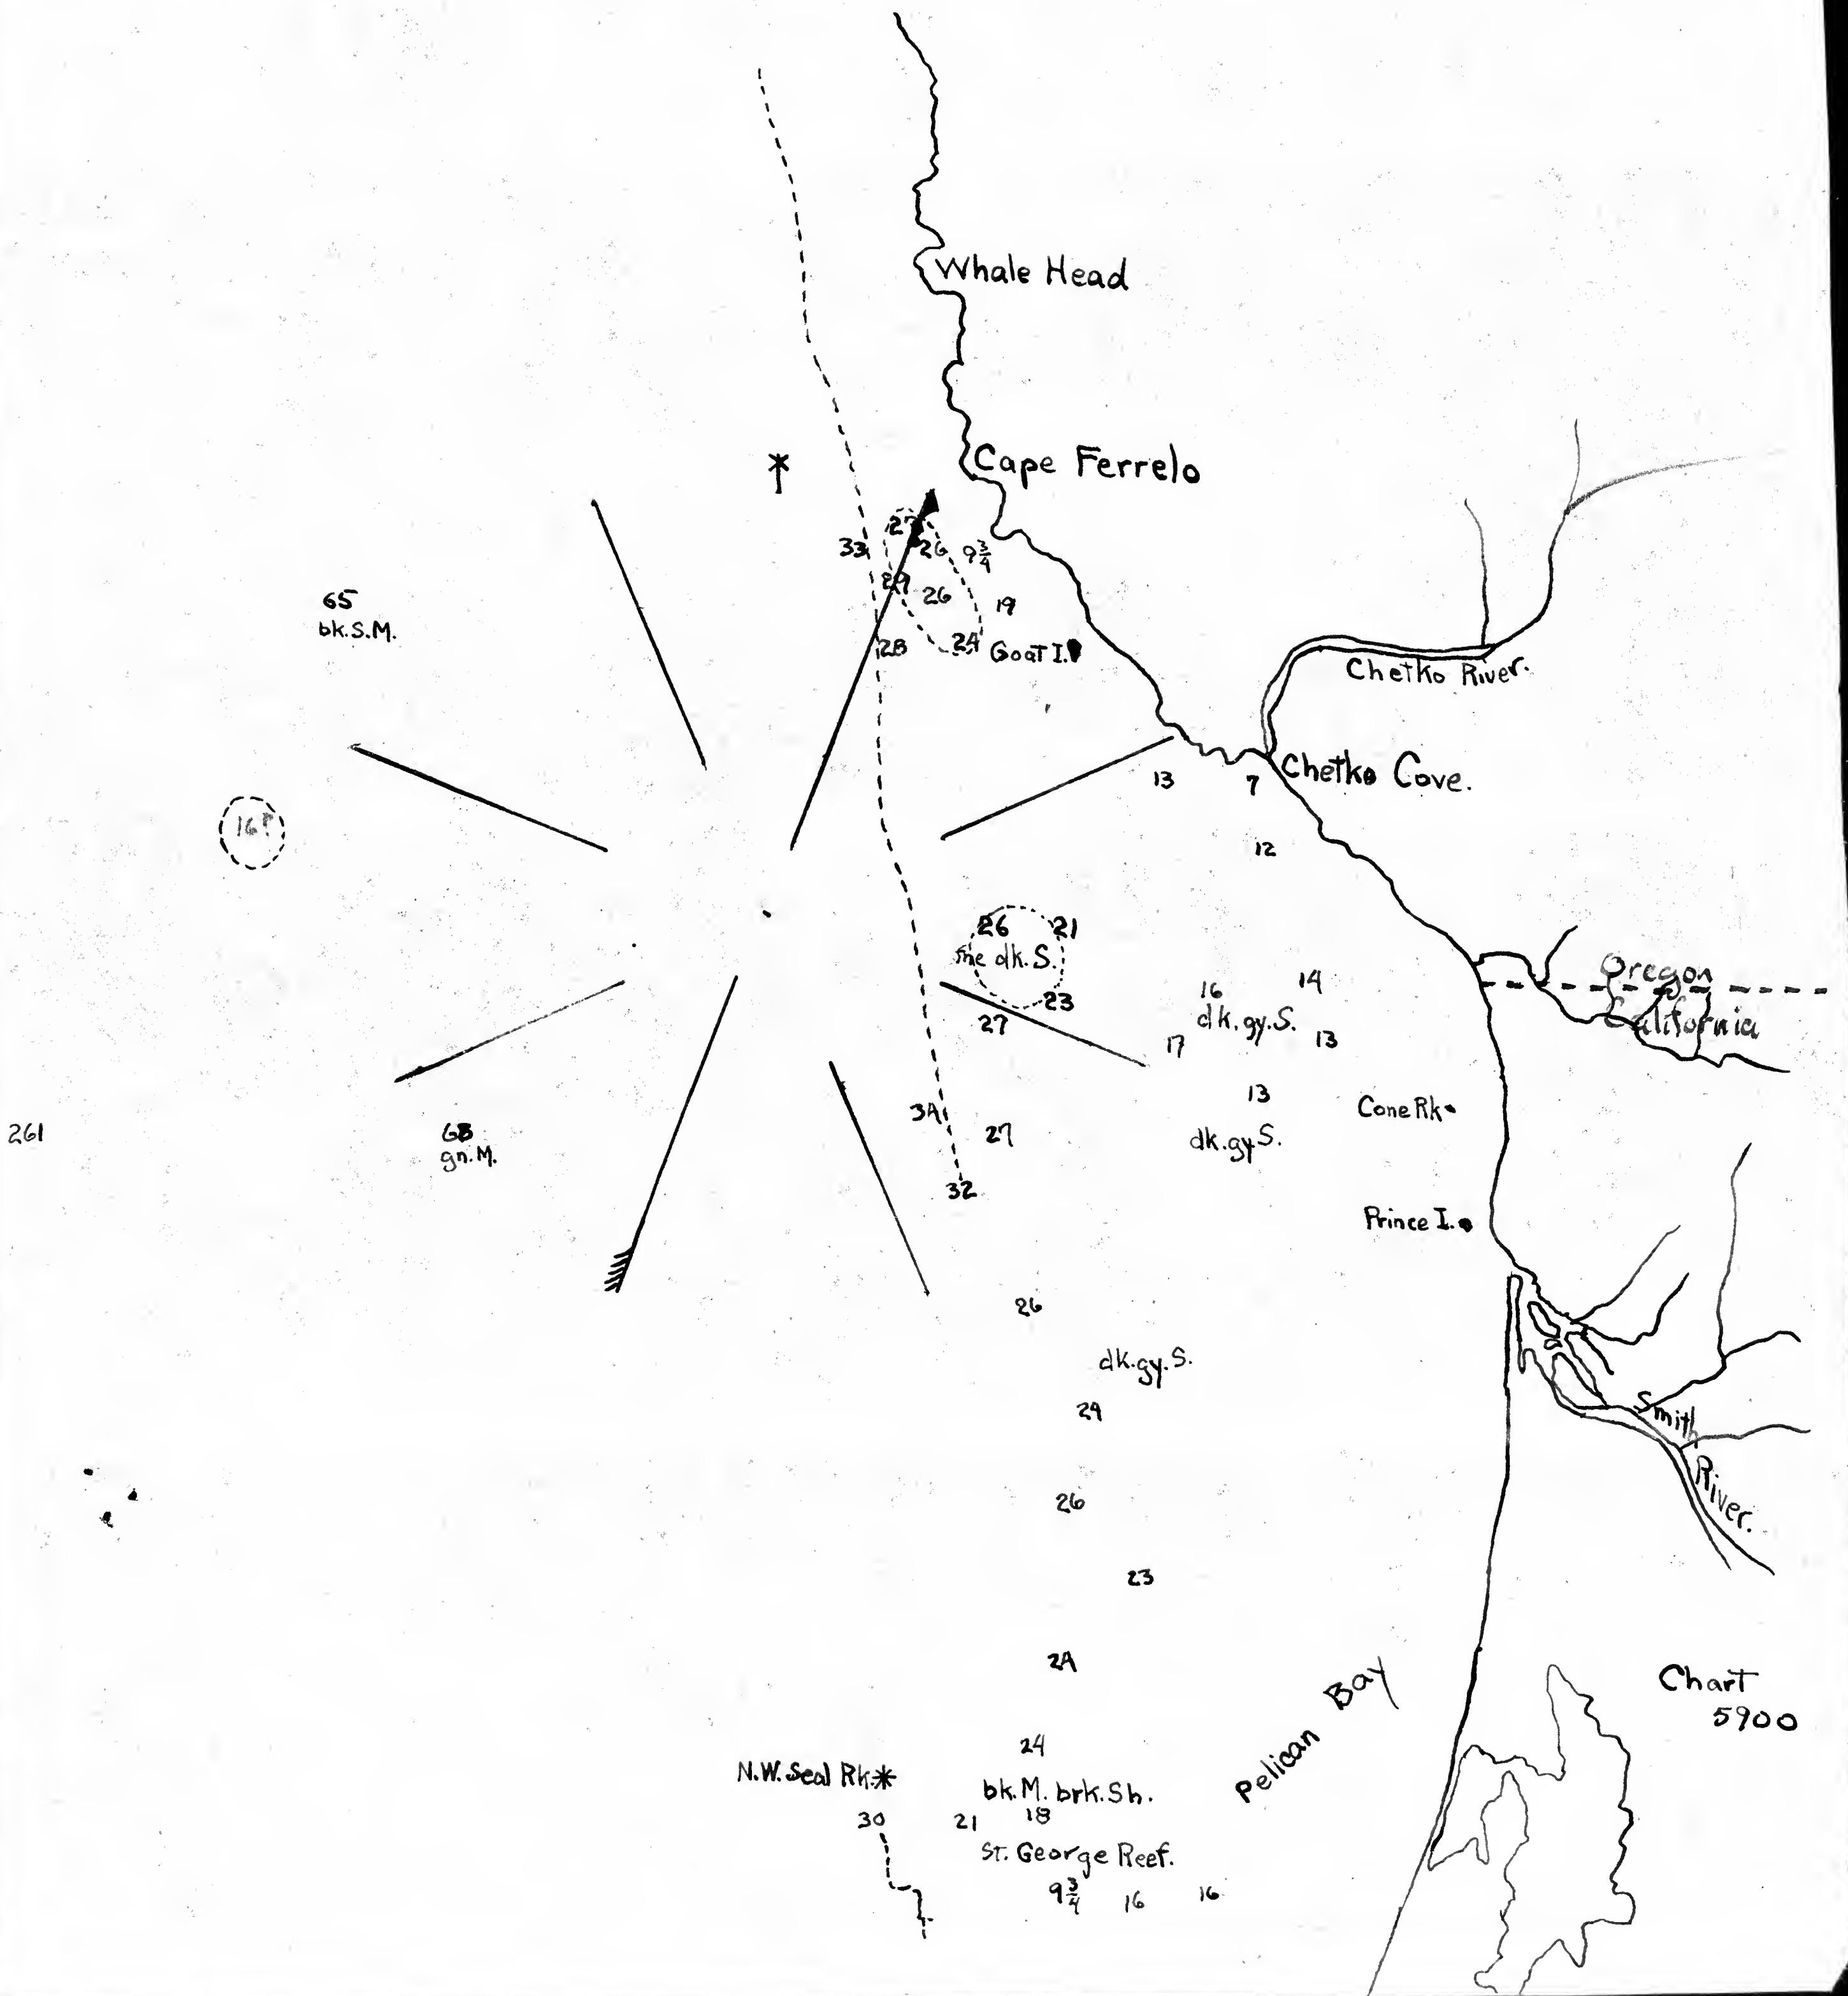 Whale Head
Cape Ferrelo
27
33
26
9¾
29
26
19
65
bk.S.M.
28
24
Goat I.
Chetko River.
13
7
Chetko Cove.
12
26
21
fne dk. S.
23
27
16
14
dk. gy. S.
17
13
Oregon
California
13
Cone Rk
dk. gy S.
261
68
gn. M.
34
27
32
Prince I.
26
dk. gy. S.
29
26
23
24
Smith
River.
Pelican Bay
Chart
5900
24
N.W. Seal Rk.
bk. M. brk. Sh.
30
21
18
St. George Reef.
9¾
16
16